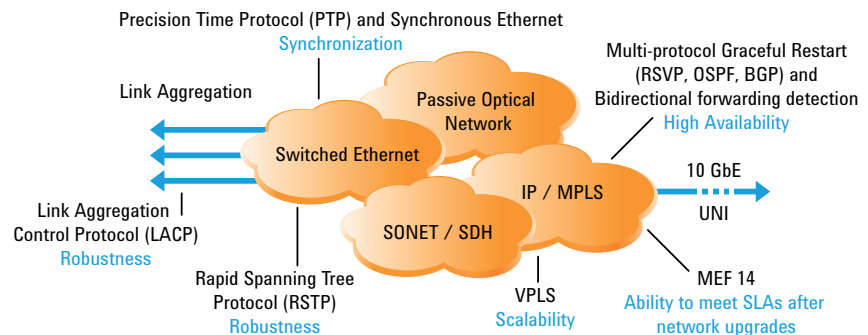 Precision Time Protocol (PTP) and Synchronous Ethernet
Synchronization
Multi-protocol Graceful Restart
(RSVP, OSPF, BGP) and
Bidirectional forwarding detection
High Availability
Link Aggregation
Passive Optical
Network
Switched Ethernet
IP / MPLS
10 GbE
UNI
SONET / SDH
Link Aggregation
Control Protocol (LACP)
Robustness
Rapid Spanning Tree
Protocol (RSTP)
Robustness
VPLS
Scalability
MEF 14
Ability to meet SLAs after
network upgrades